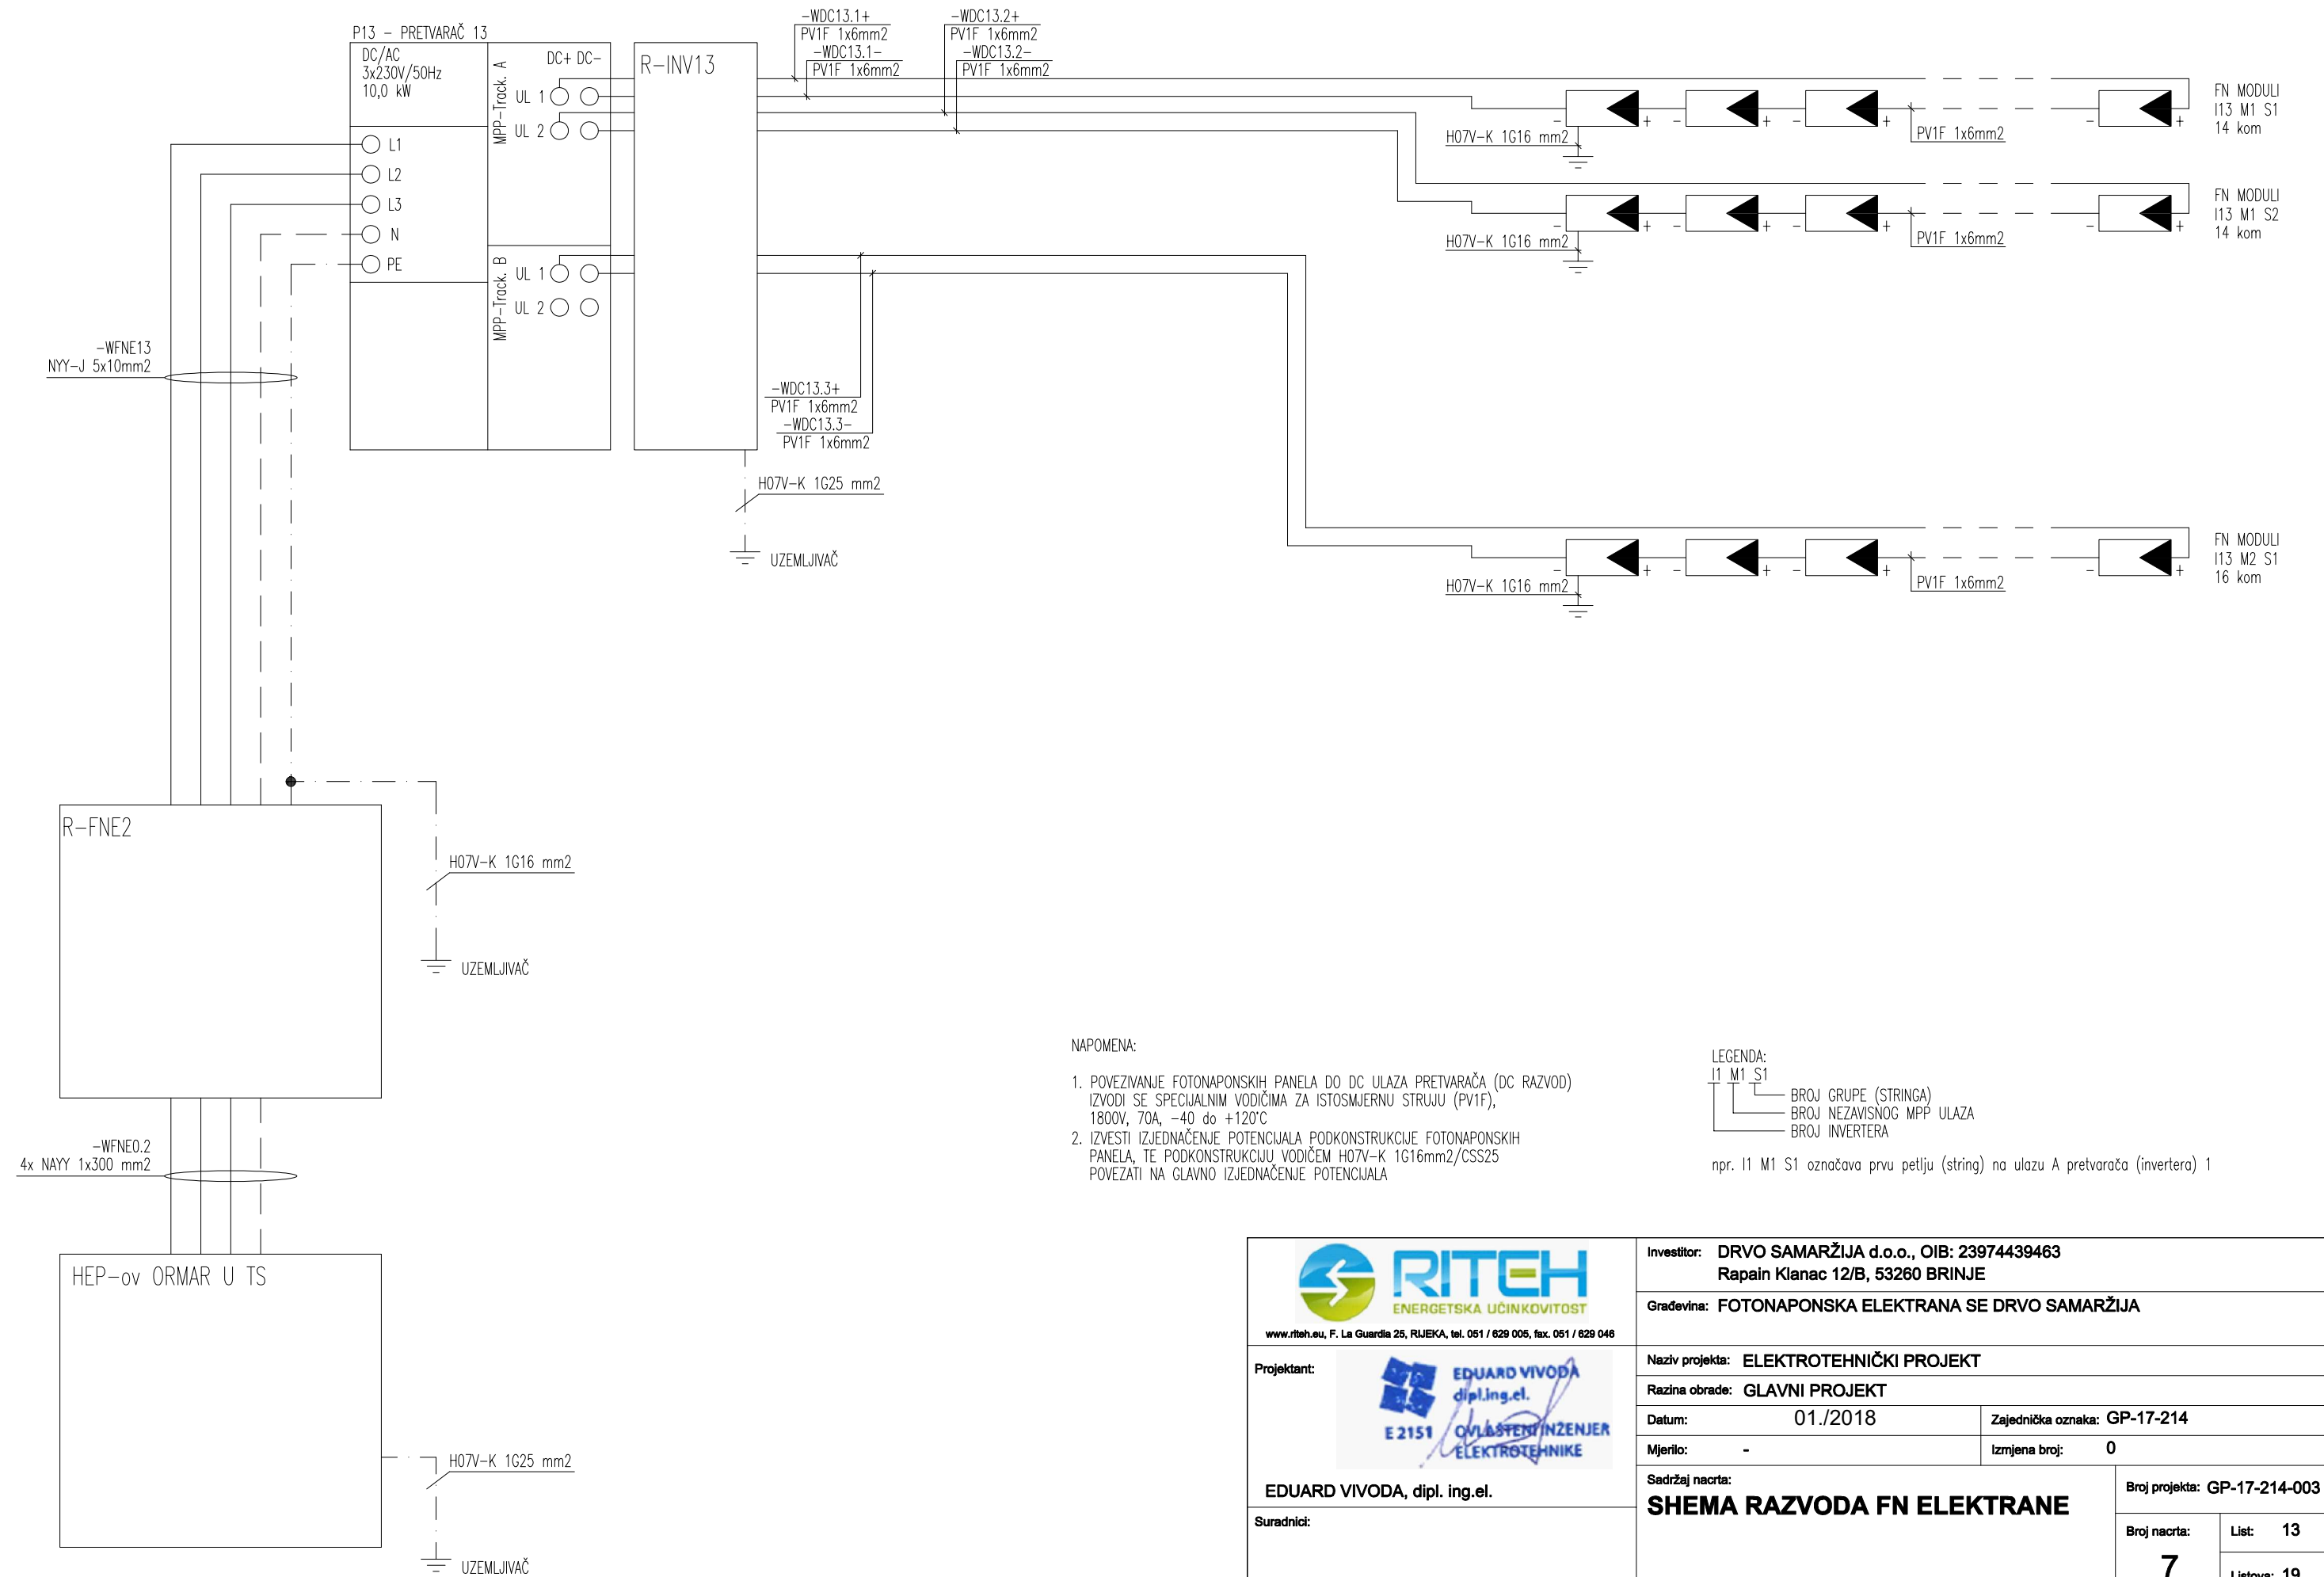 P13 – PRETVARAČ 13
DC/AC
3x230V/50Hz
10,0 kW
L1
L2
L3
N
PE
MPP-Track. A
DC+ DC-
UL 1
UL 2
MPP-Track. B
UL 1
UL 2
R-INV13
-WDC13.1+
PV1F 1x6mm2
-WDC13.1-
PV1F 1x6mm2
-WDC13.2+
PV1F 1x6mm2
-WDC13.2-
PV1F 1x6mm2
H07V-K 1G16 mm2
- + - + - + - +
PV1F 1x6mm2
FN MODULI
I13 M1 S1
14 kom
H07V-K 1G16 mm2
- + - + - + - +
PV1F 1x6mm2
FN MODULI
I13 M1 S2
14 kom
-WDC13.3+
PV1F 1x6mm2
-WDC13.3-
PV1F 1x6mm2
H07V-K 1G25 mm2
UZEMLJIVAČ
H07V-K 1G16 mm2
- + - + - + - +
PV1F 1x6mm2
FN MODULI
I13 M2 S1
16 kom
-WFNE13
NYY-J 5x10mm2
R-FNE2
H07V-K 1G16 mm2
UZEMLJIVAČ
-WFNE0.2
4x NAYY 1x300 mm2
HEP-ov ORMAR U TS
H07V-K 1G25 mm2
UZEMLJIVAČ
NAPOMENA:
1. POVEZIVANJE FOTONAPONSKIH PANELA DO DC ULAZA PRETVARAČA (DC RAZVOD)
IZVODI SE SPECIJALNIM VODIČIMA ZA ISTOSMJERNU STRUJU (PV1F),
1800V, 70A, -40 do +120°C
2. IZVESTI IZJEDNAČENJE POTENCIJALA PODKONSTRUKCIJE FOTONAPONSKIH
PANELA, TE PODKONSTRUKCIJU VODIČEM H07V-K 1G16mm2/CSS25
POVEZATI NA GLAVNO IZJEDNAČENJE POTENCIJALA
LEGENDA:
I1 M1 S1
BROJ GRUPE (STRINGA)
BROJ NEZAVISNOG MPP ULAZA
BROJ INVERTERA
npr. I1 M1 S1 označava prvu petlju (string) na ulazu A pretvarača (invertera) 1
RITEH
ENERGETSKA UČINKOVITOST
www.riteh.eu, F. La Guardia 25, RIJEKA, tel. 051 / 629 005, fax. 051 / 629 046
Projektant:
EDUARD VIVODA
dipl.ing.el.
E 2151 OVLAŠTENI INŽENJER
ELEKTROTEHNIKE
EDUARD VIVODA, dipl. ing.el.
Suradnici:
Investitor: DRVO SAMARŽIJA d.o.o., OIB: 23974439463
Rapain Klanac 12/B, 53260 BRINJE
Građevina: FOTONAPONSKA ELEKTRANA SE DRVO SAMARŽIJA
Naziv projekta: ELEKTROTEHNIČKI PROJEKT
Razina obrade: GLAVNI PROJEKT
Datum: 01./2018
Zajednička oznaka: GP-17-214
Mjerilo: -
Izmjena broj: 0
Sadržaj nacrta:
SHEMA RAZVODA FN ELEKTRANE
Broj projekta: GP-17-214-003
Broj nacrta:
7
List: 13
Listova: 19